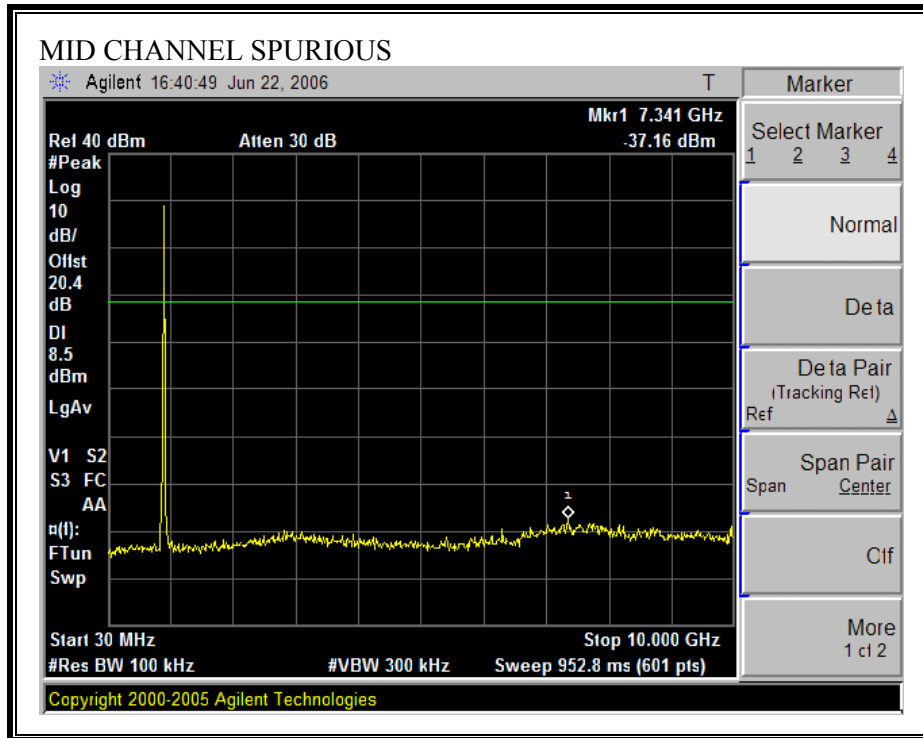 MID CHANNEL SPURIOUS
Agilent 16:40:49 Jun 22, 2006 T
Mkr1 7.341 GHz
Ref 40 dBm Atten 30 dB -37.16 dBm
#Peak
Log
10
dB/
Offst
20.4
dB
DI
8.5
dBm
LgAv
V1 S2
S3 FC
AA
¤(f):
FTun
Swp
1
Start 30 MHz Stop 10.000 GHz
#Res BW 100 kHz #VBW 300 kHz Sweep 952.8 ms (601 pts)
Copyright 2000-2005 Agilent Technologies
Marker
Select Marker
1 2 3 4
Normal
Delta
Delta Pair
(Tracking Ref)
Ref Δ
Span Pair
Span Center
Off
More
1 of 2